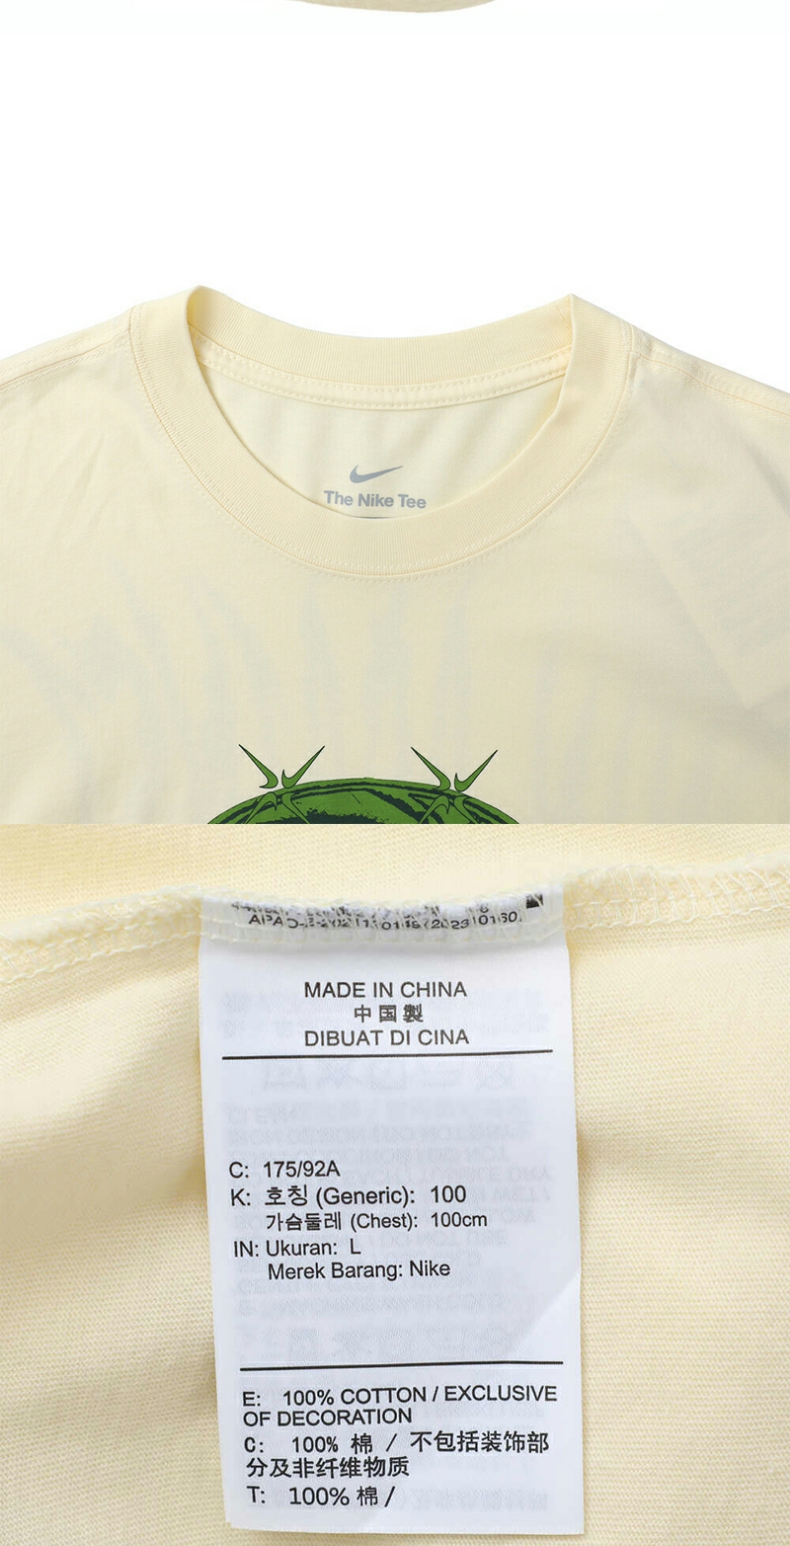 The Nike Tee
MADE IN CHINA
中国製
DIBUAT DI CINA
C: 175/92A
K: 호칭 (Generic): 100
가슴둘레 (Chest): 100cm
IN: Ukuran: L
Merek Barang: Nike
E: 100% COTTON / EXCLUSIVE
OF DECORATION
C: 100% 棉 / 不包括装饰部
分及非纤维物质
T: 100% 棉 /